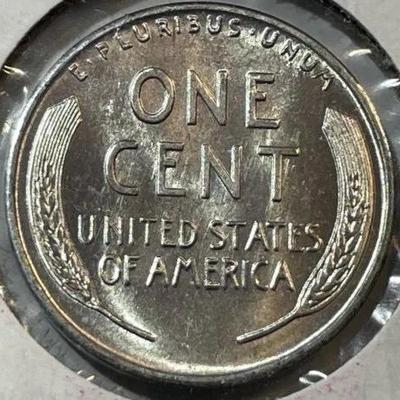 E·PLURIBUS·UNUM
ONE
CENT
UNITED STATES
OF AMERICA